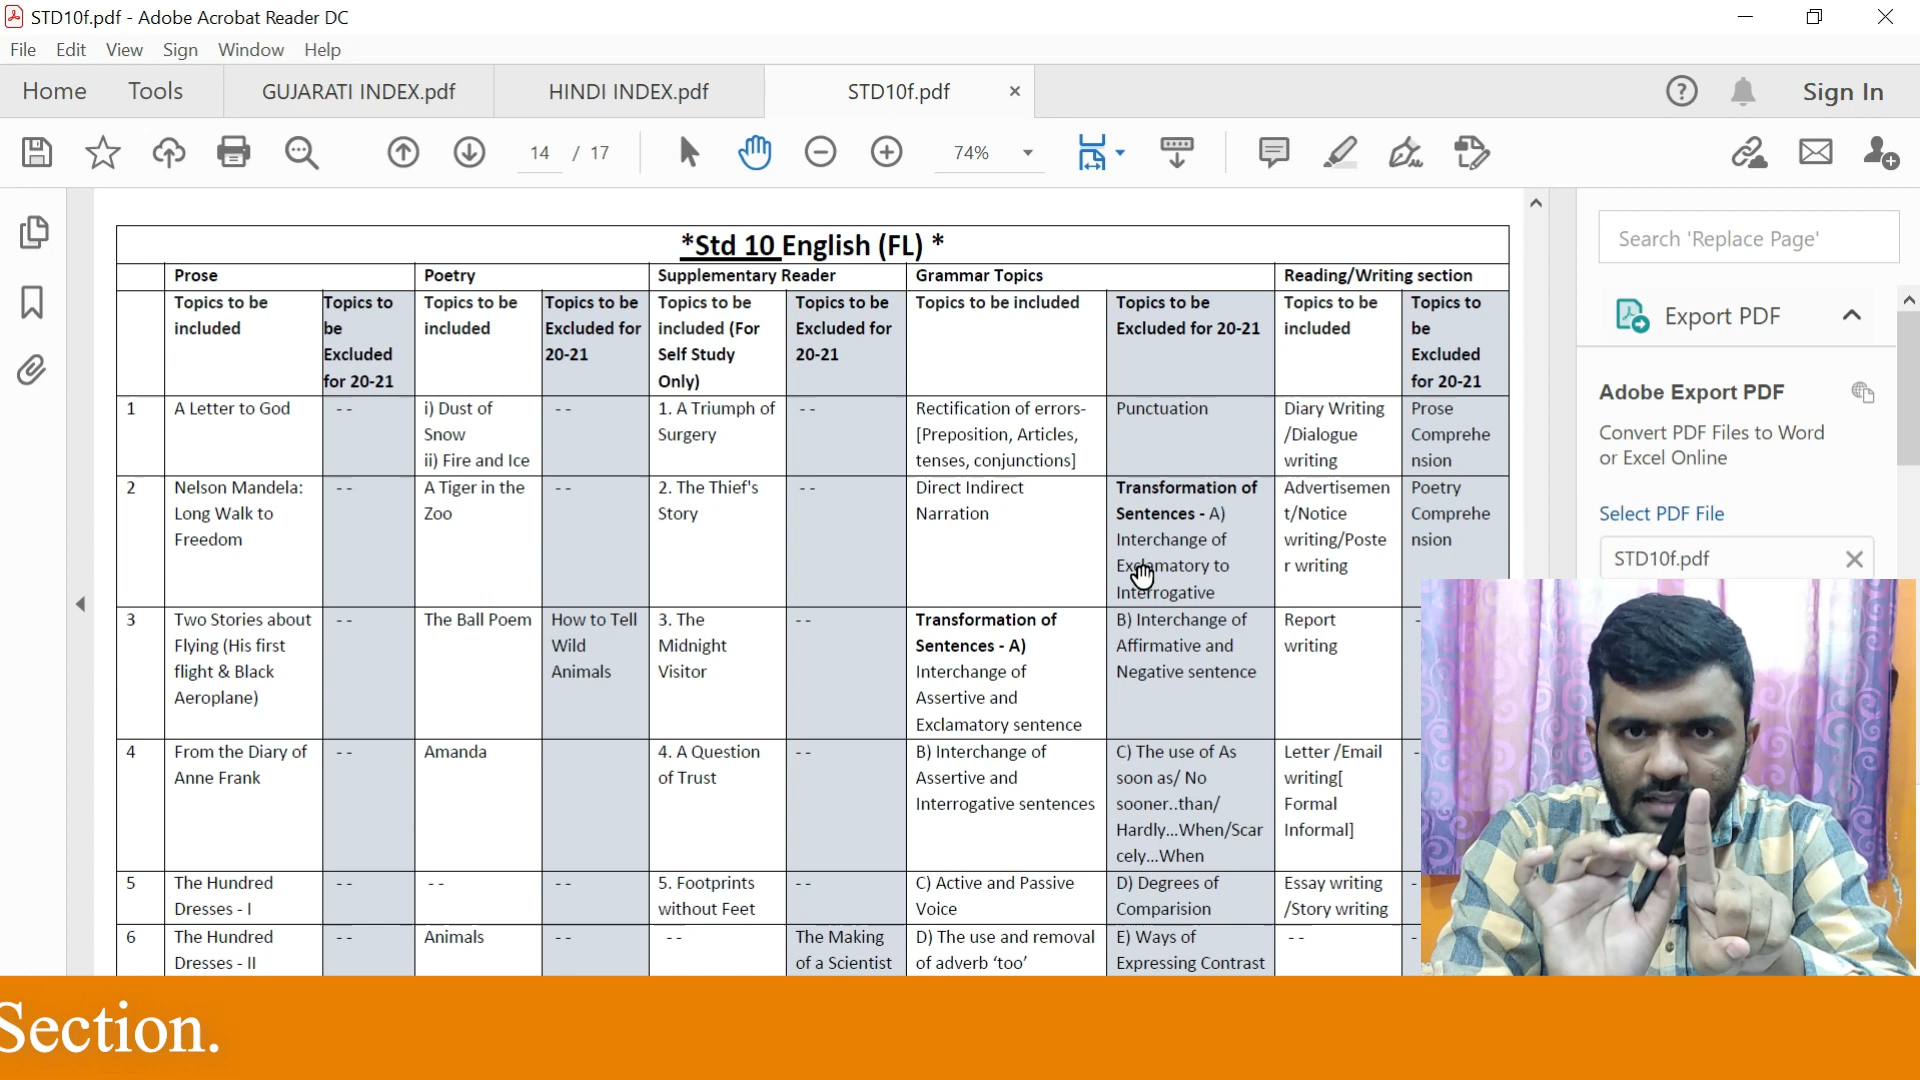 STD10f.pdf - Adobe Acrobat Reader DC
File Edit View Sign Window Help
Home Tools GUJARATI INDEX.pdf HINDI INDEX.pdf STD10f.pdf × Sign In
14 / 17 74%
Search 'Replace Page'
Export PDF
Adobe Export PDF
Convert PDF Files to Word
or Excel Online
Select PDF File
STD10f.pdf
*Std 10 English (FL) *
Prose Poetry Supplementary Reader Grammar Topics Reading/Writing section
Topics to be
included
Topics to
be
Excluded
for 20-21
Topics to be
included
Topics to be
Excluded for
20-21
Topics to be
included (For
Self Study
Only)
Topics to be
Excluded for
20-21
Topics to be included
Topics to be
Excluded for 20-21
Topics to be
included
Topics to
be
Excluded
for 20-21
1
A Letter to God
--
i) Dust of
Snow
ii) Fire and Ice
--
1. A Triumph of
Surgery
--
Rectification of errors-
[Preposition, Articles,
tenses, conjunctions]
Punctuation
Diary Writing
/Dialogue
writing
Prose
Comprehe
nsion
2
Nelson Mandela:
Long Walk to
Freedom
--
A Tiger in the
Zoo
--
2. The Thief's
Story
--
Direct Indirect
Narration
Transformation of
Sentences - A)
Interchange of
Exclamatory to
Interrogative
Advertisemen
t/Notice
writing/Poste
r writing
Poetry
Comprehe
nsion
3
Two Stories about
Flying (His first
flight & Black
Aeroplane)
--
The Ball Poem
How to Tell
Wild
Animals
3. The
Midnight
Visitor
--
Transformation of
Sentences - A)
Interchange of
Assertive and
Exclamatory sentence
B) Interchange of
Affirmative and
Negative sentence
Report
writing
-
4
From the Diary of
Anne Frank
--
Amanda
4. A Question
of Trust
--
B) Interchange of
Assertive and
Interrogative sentences
C) The use of As
soon as/ No
sooner..than/
Hardly...When/Scar
cely...When
Letter /Email
writing[
Formal
Informal]
-
5
The Hundred
Dresses - I
--
--
--
5. Footprints
without Feet
--
C) Active and Passive
Voice
D) Degrees of
Comparision
Essay writing
/Story writing
-
6
The Hundred
Dresses - II
--
Animals
--
--
The Making
of a Scientist
D) The use and removal
of adverb ‘too’
E) Ways of
Expressing Contrast
--
-
Section.